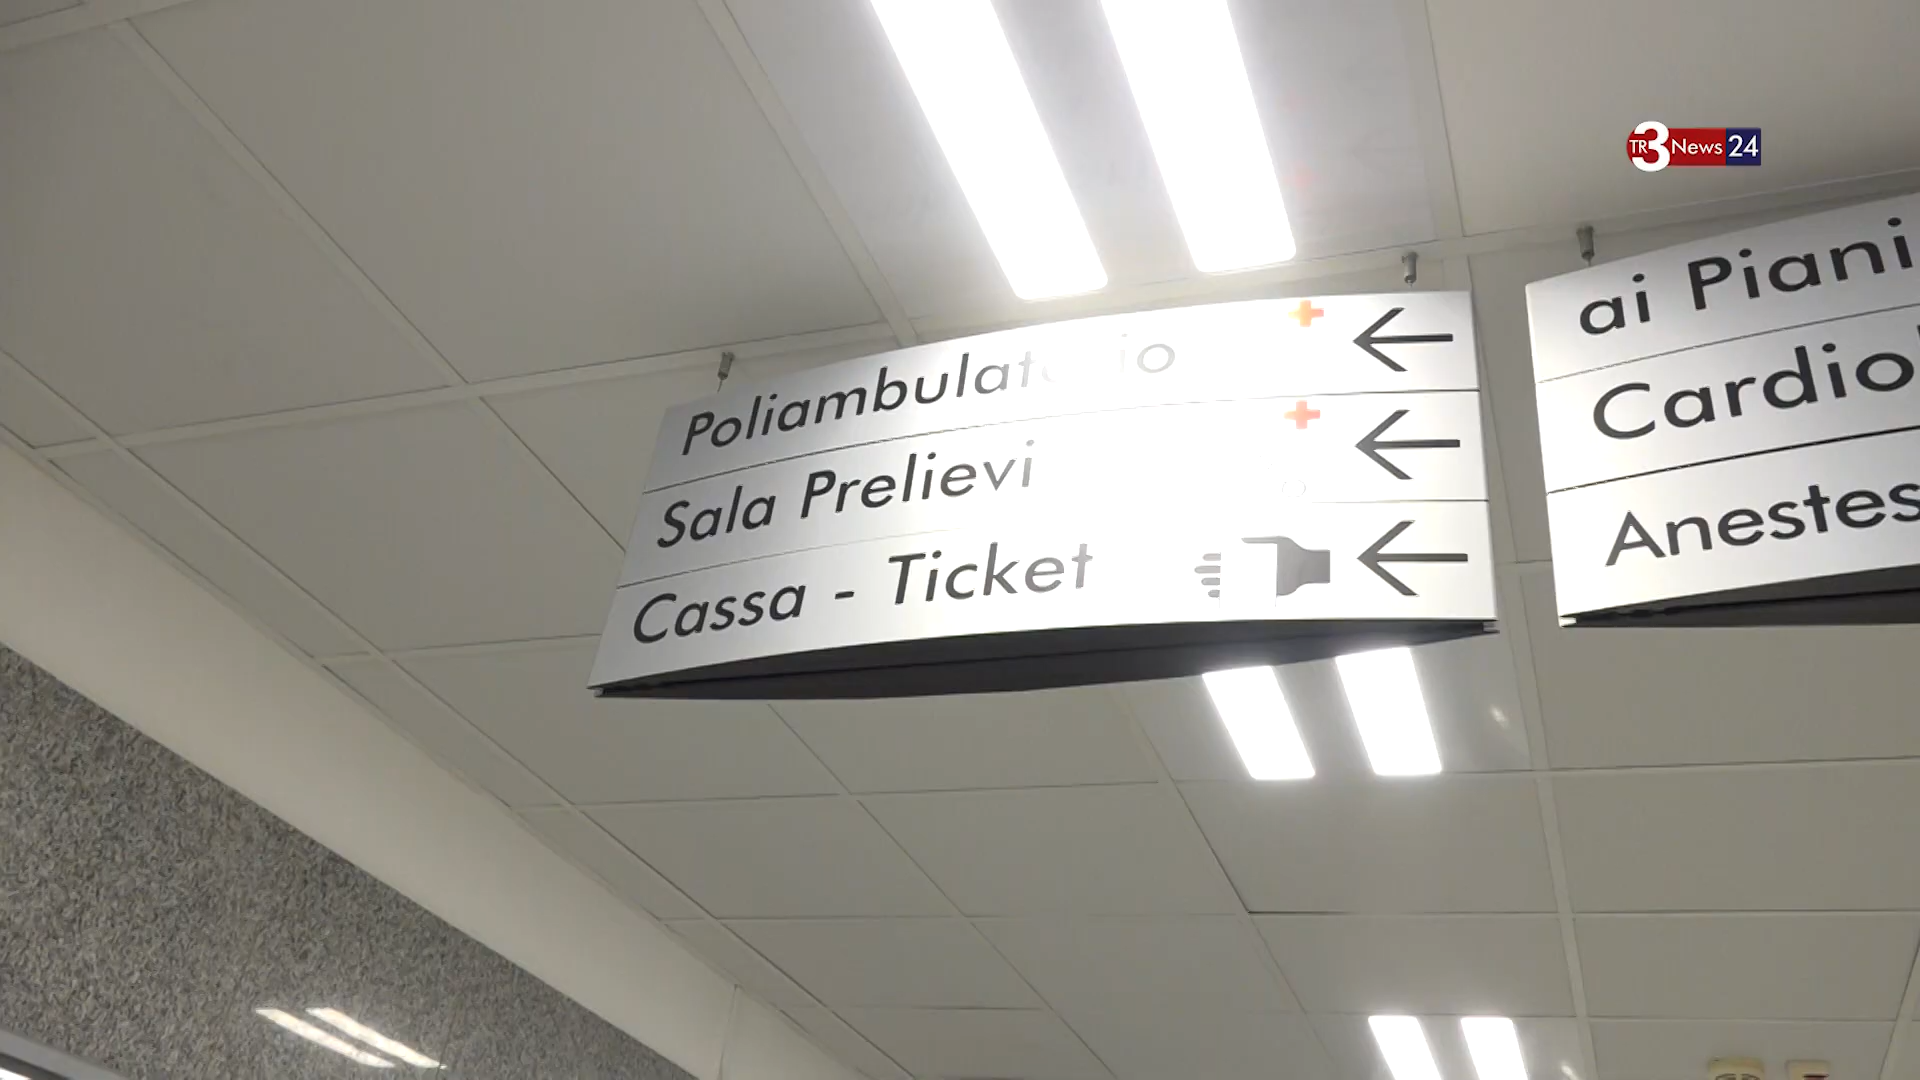 TR3 News 24
Poliambulatorio
Sala Prelievi
Cassa - Ticket
ai Piani
Cardiol
Anestes